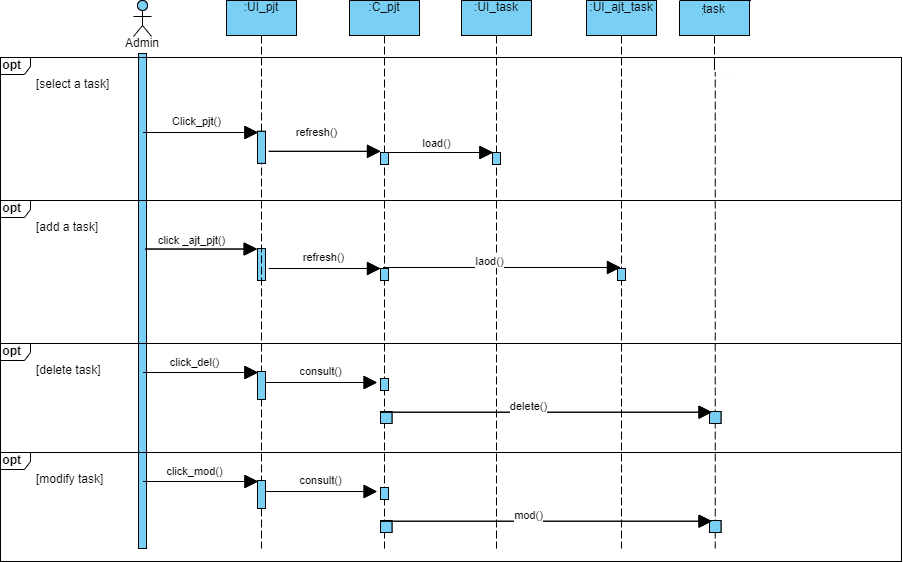 :UI_pjt
:C_pjt
:UI_task
:UI_ajt_task
:task
Admin
opt
[select a task]
Click_pjt()
refresh()
load()
opt
[add a task]
click _ajt_pjt()
refresh()
laod()
opt
[delete task]
click_del()
consult()
delete()
opt
[modify task]
click_mod()
consult()
mod()